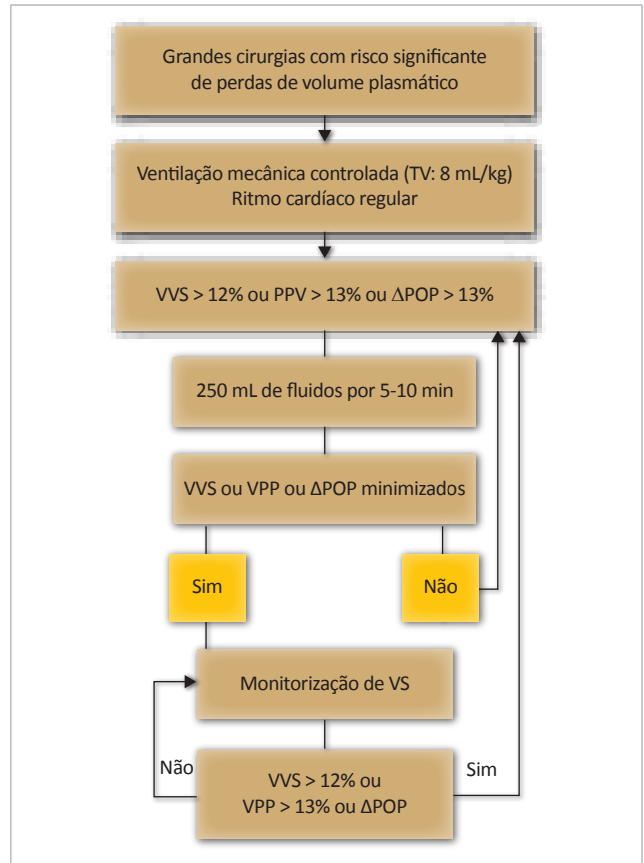 Grandes cirurgias com risco significante
de perdas de volume plasmático
Ventilação mecânica controlada (TV: 8 mL/kg)
Ritmo cardíaco regular
VVS > 12% ou PPV > 13% ou ΔPOP > 13%
250 mL de fluidos por 5-10 min
VVS ou VPP ou ΔPOP minimizados
Sim
Não
Monitorização de VS
Não
Sim
VVS > 12% ou
VPP > 13% ou ΔPOP